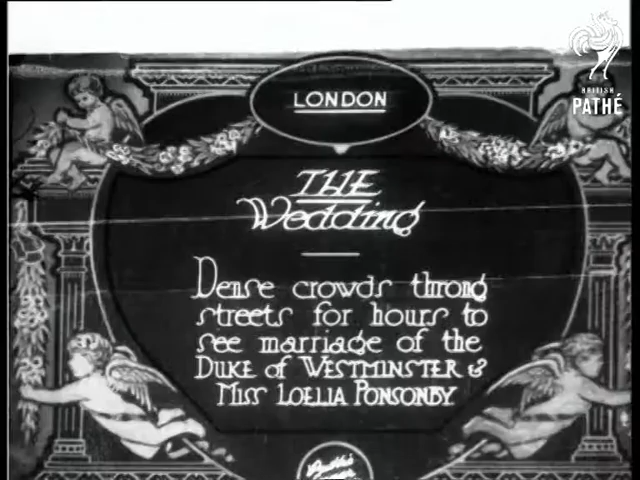 BRITISH
PATHÉ
LONDON
THE
Wedding
Dense crowds throng
streets for hours to
see marriage of the
DUKE of WESTMINSTER &
MISS LOELIA PONSONBY
Pathé's